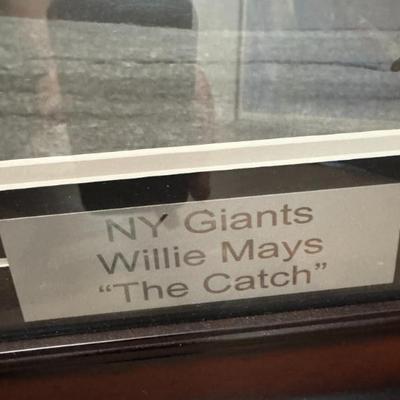 NY Giants
Willie Mays
“The Catch”